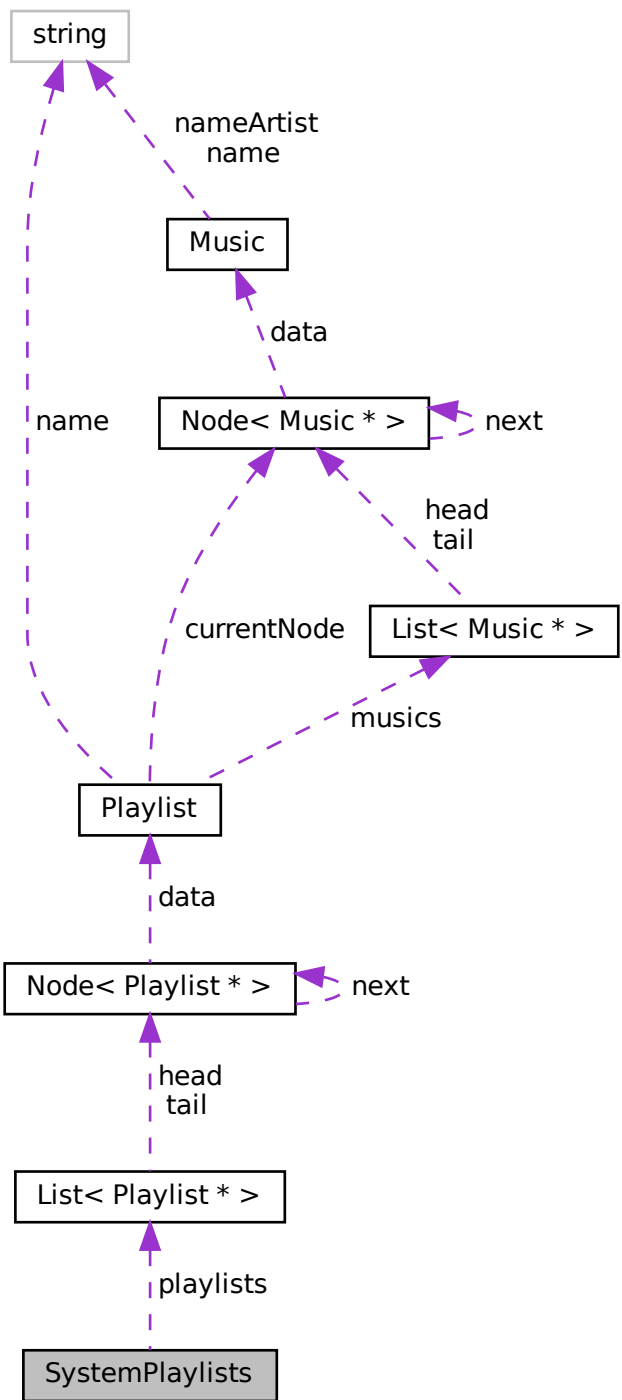 string
nameArtist
name
Music
data
Node< Music * >
next
head
tail
name
currentNode
List< Music * >
musics
Playlist
data
Node< Playlist * >
next
head
tail
List< Playlist * >
playlists
SystemPlaylists